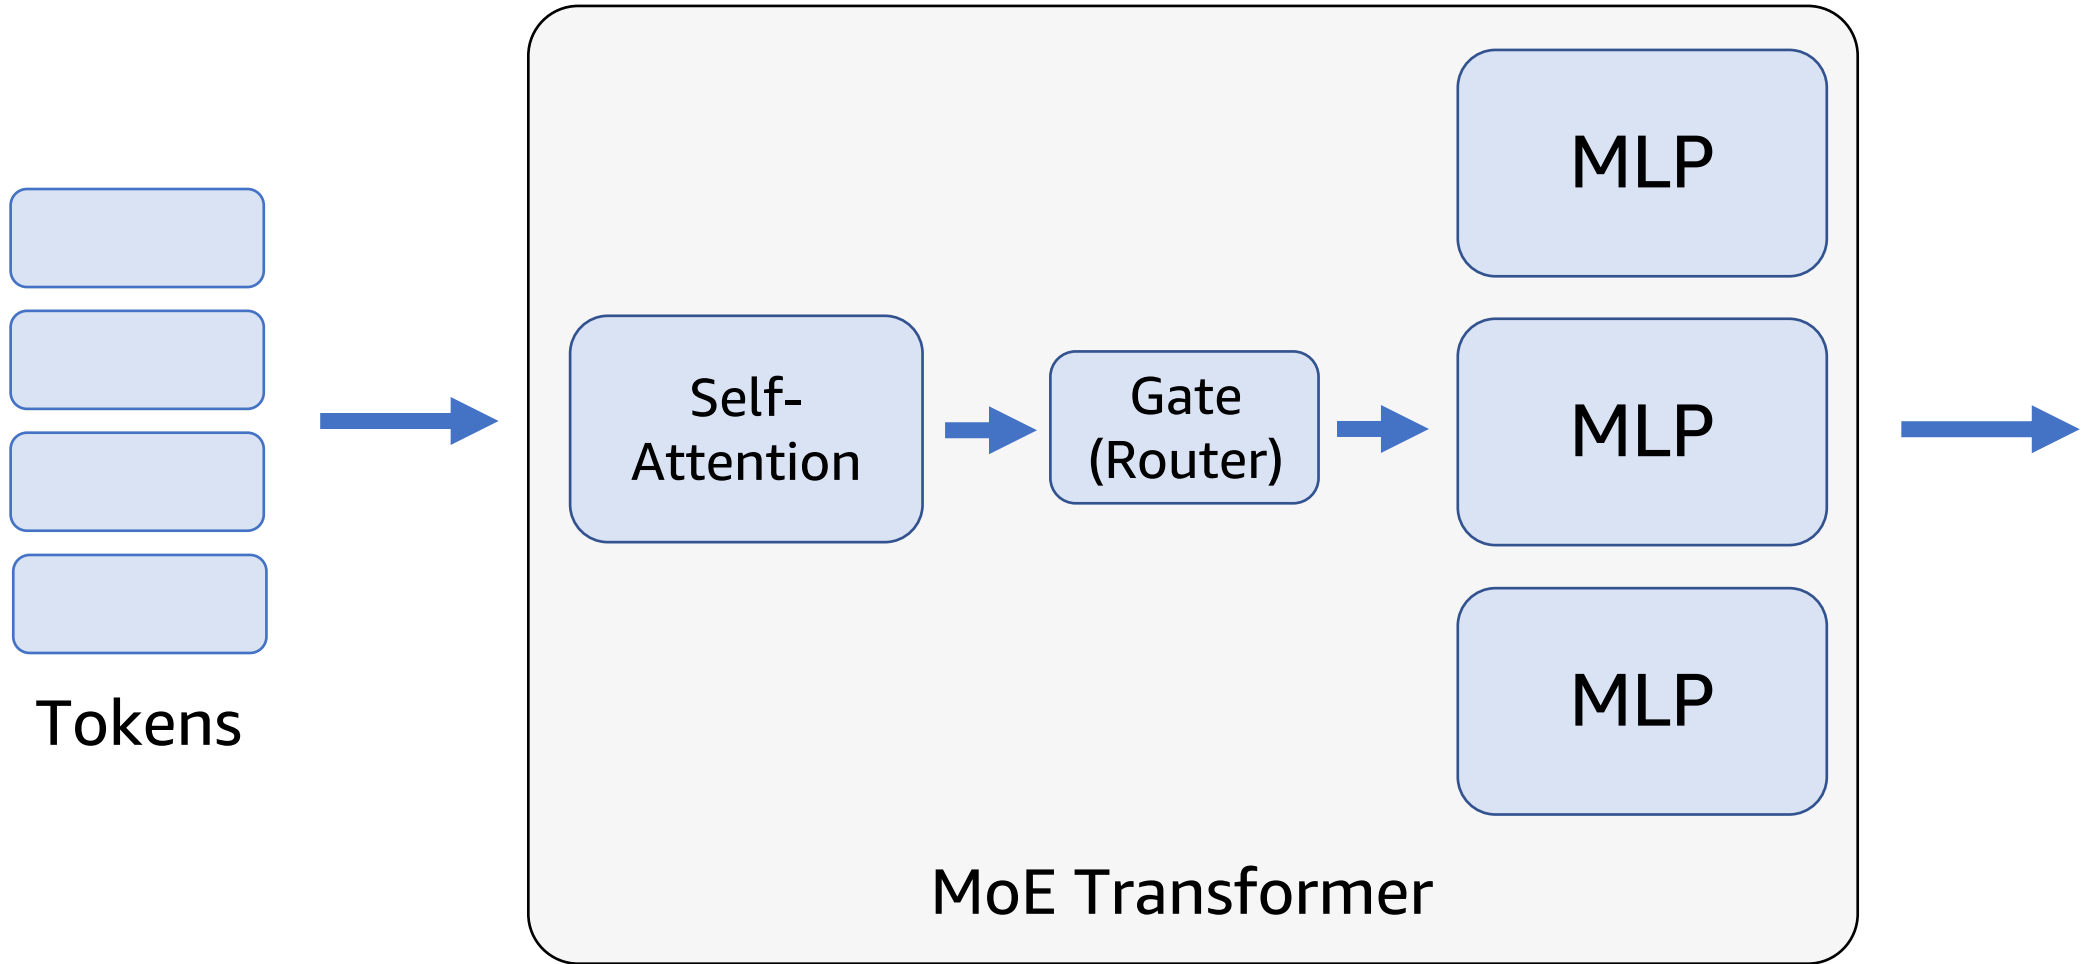 Tokens
Self-
Attention
Gate
(Router)
MLP
MLP
MLP
MoE Transformer